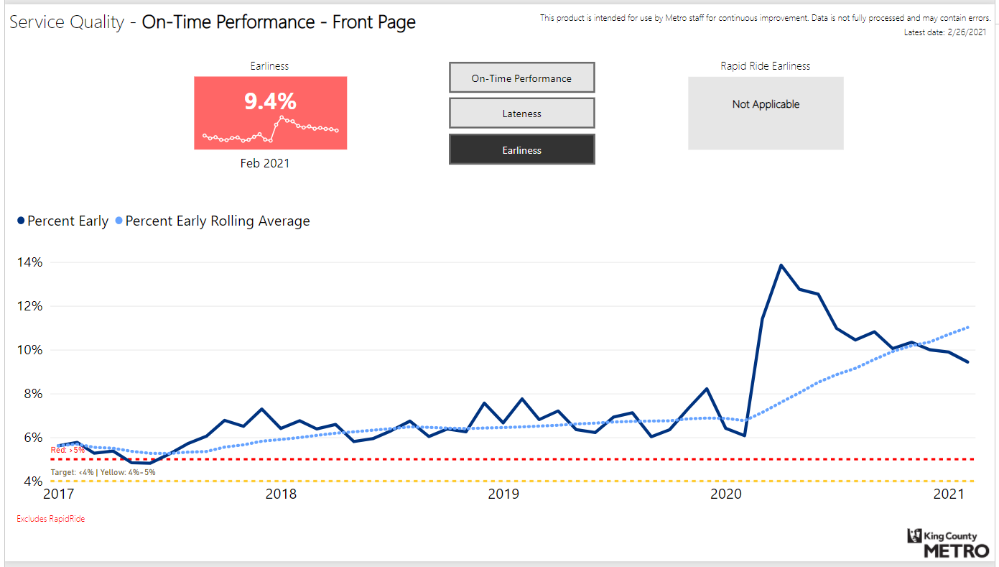 Service Quality - On-Time Performance - Front Page
This product is intended for use by Metro staff for continuous improvement. Data is not fully processed and may contain errors.
Latest date: 2/26/2021
Earliness
9.4%
Feb 2021
On-Time Performance
Lateness
Earliness
Rapid Ride Earliness
Not Applicable
Percent Early Percent Early Rolling Average
14%
12%
10%
8%
6%
Red: >5%
Target: <4% | Yellow: 4%-5%
4%
2017 2018 2019 2020 2021
Excludes RapidRide
King County
METRO